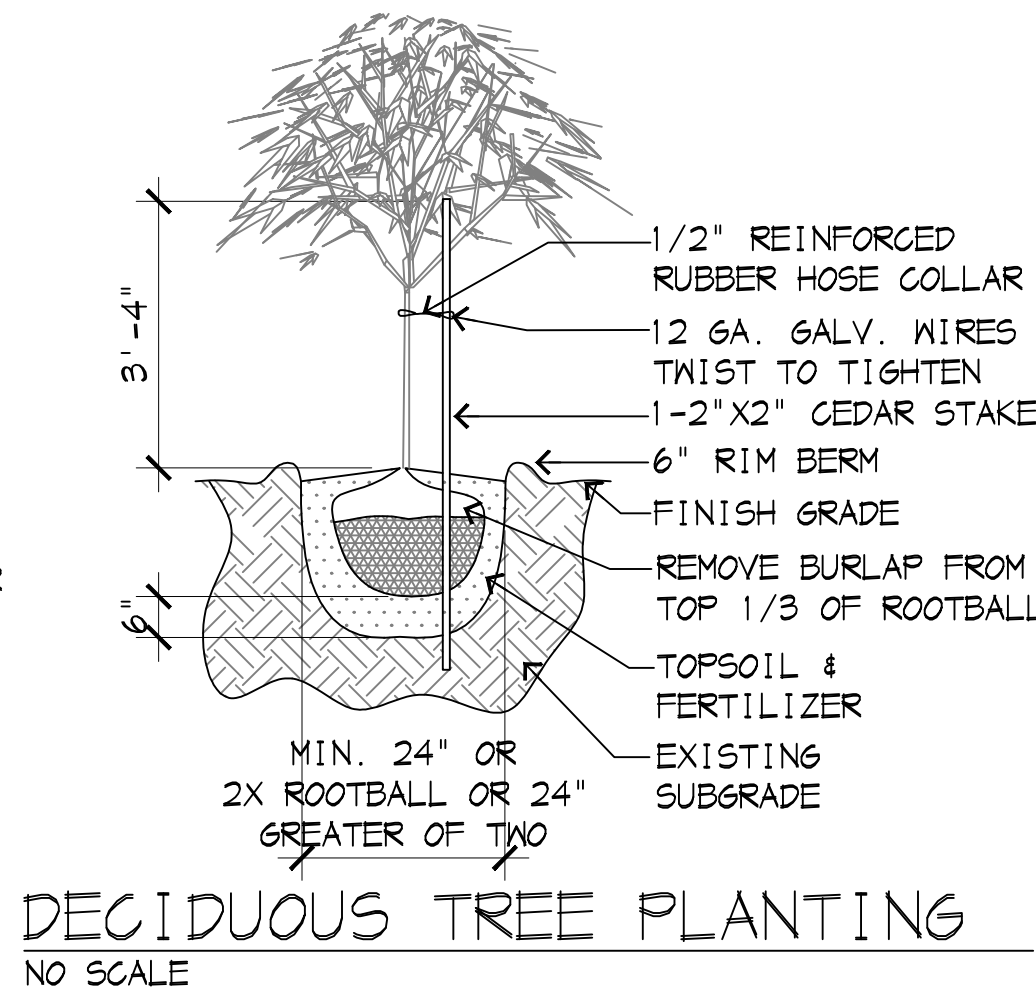 1/2" REINFORCED
RUBBER HOSE COLLAR
12 GA. GALV. WIRES
TWIST TO TIGHTEN
1-2"X2" CEDAR STAKE
6" RIM BERM
FINISH GRADE
REMOVE BURLAP FROM
TOP 1/3 OF ROOTBALL
TOPSOIL &
FERTILIZER
EXISTING
SUBGRADE
3'-4"
6"
MIN. 24" OR
2X ROOTBALL OR 24"
GREATER OF TWO
DECIDUOUS TREE PLANTING
NO SCALE